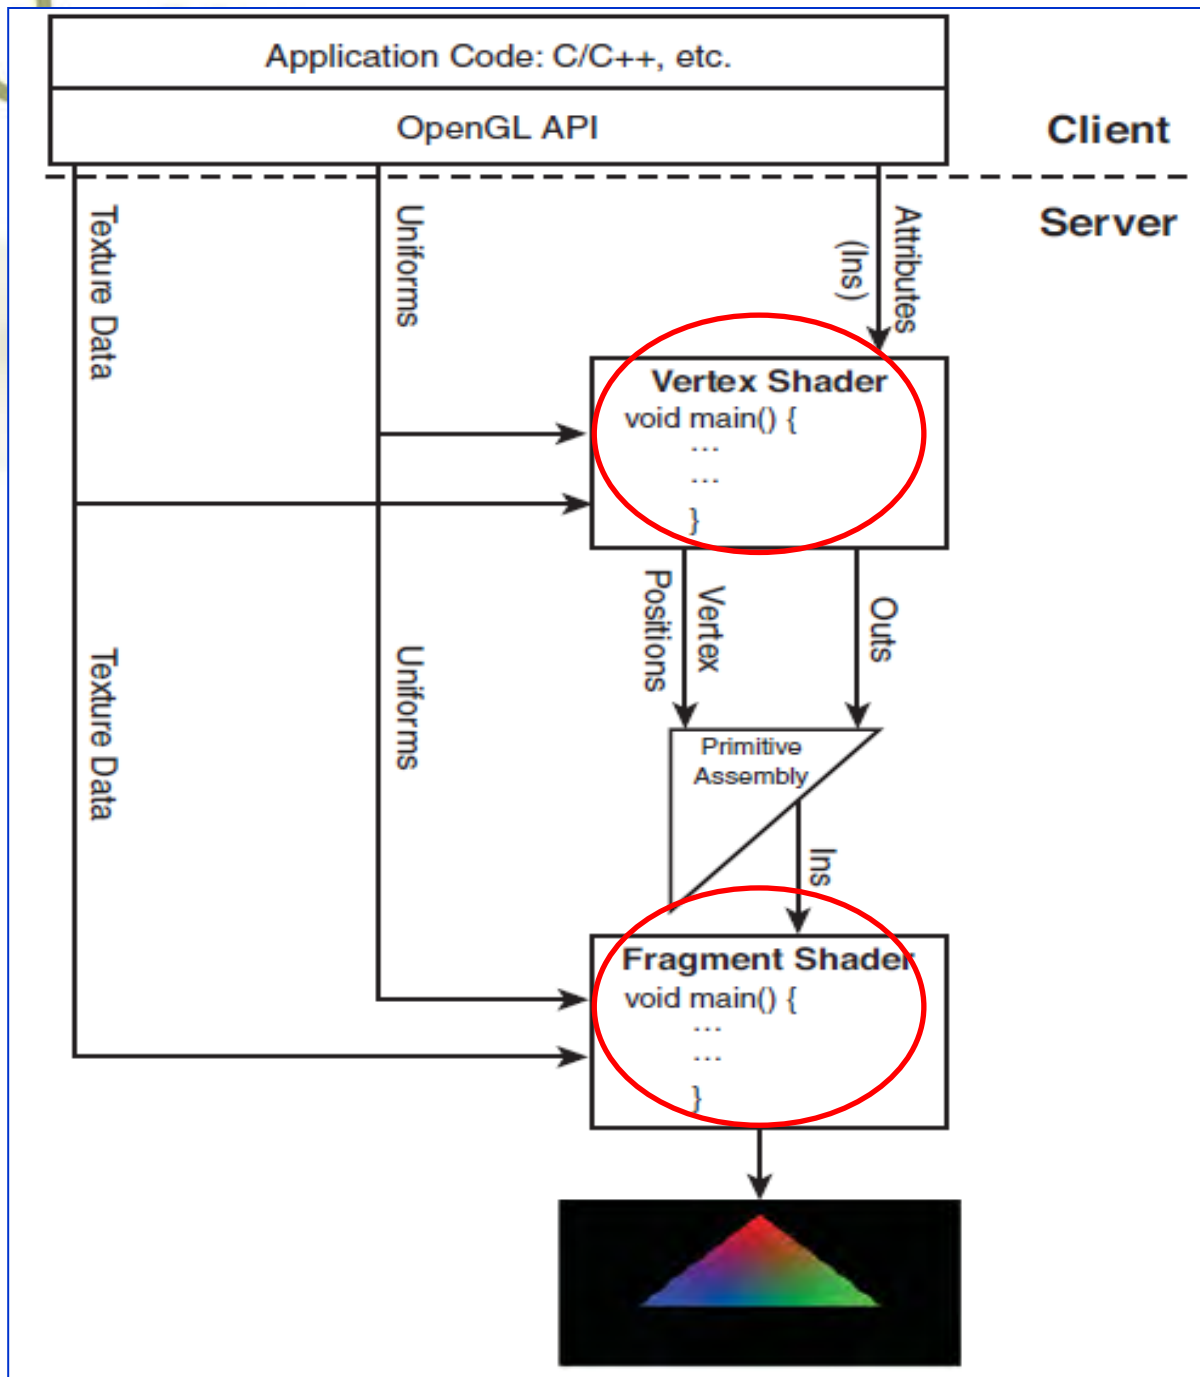 Application Code: C/C++, etc.
OpenGL API
Client
Server
Texture Data
Uniforms
Attributes
(Ins)
Vertex Shader
void main() {
...
...
}
Vertex
Positions
Outs
Texture Data
Uniforms
Primitive
Assembly
Ins
Fragment Shader
void main() {
...
...
}